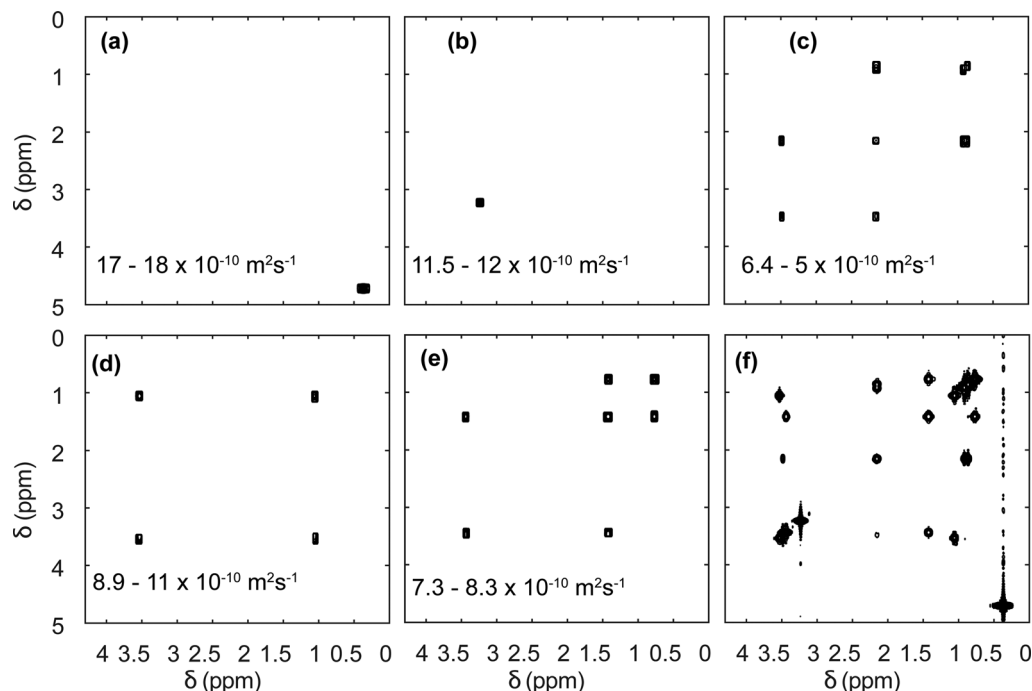 (a)
(b)
(c)
0
1
2
3
4
5
δ (ppm)
17 - 18 x 10⁻¹⁰ m²s⁻¹
11.5 - 12 x 10⁻¹⁰ m²s⁻¹
6.4 - 5 x 10⁻¹⁰ m²s⁻¹
(d)
(e)
(f)
0
1
2
3
4
5
δ (ppm)
8.9 - 11 x 10⁻¹⁰ m²s⁻¹
7.3 - 8.3 x 10⁻¹⁰ m²s⁻¹
4 3.5 3 2.5 2 1.5 1 0.5 0
4 3.5 3 2.5 2 1.5 1 0.5 0
4 3.5 3 2.5 2 1.5 1 0.5 0
δ (ppm)
δ (ppm)
δ (ppm)